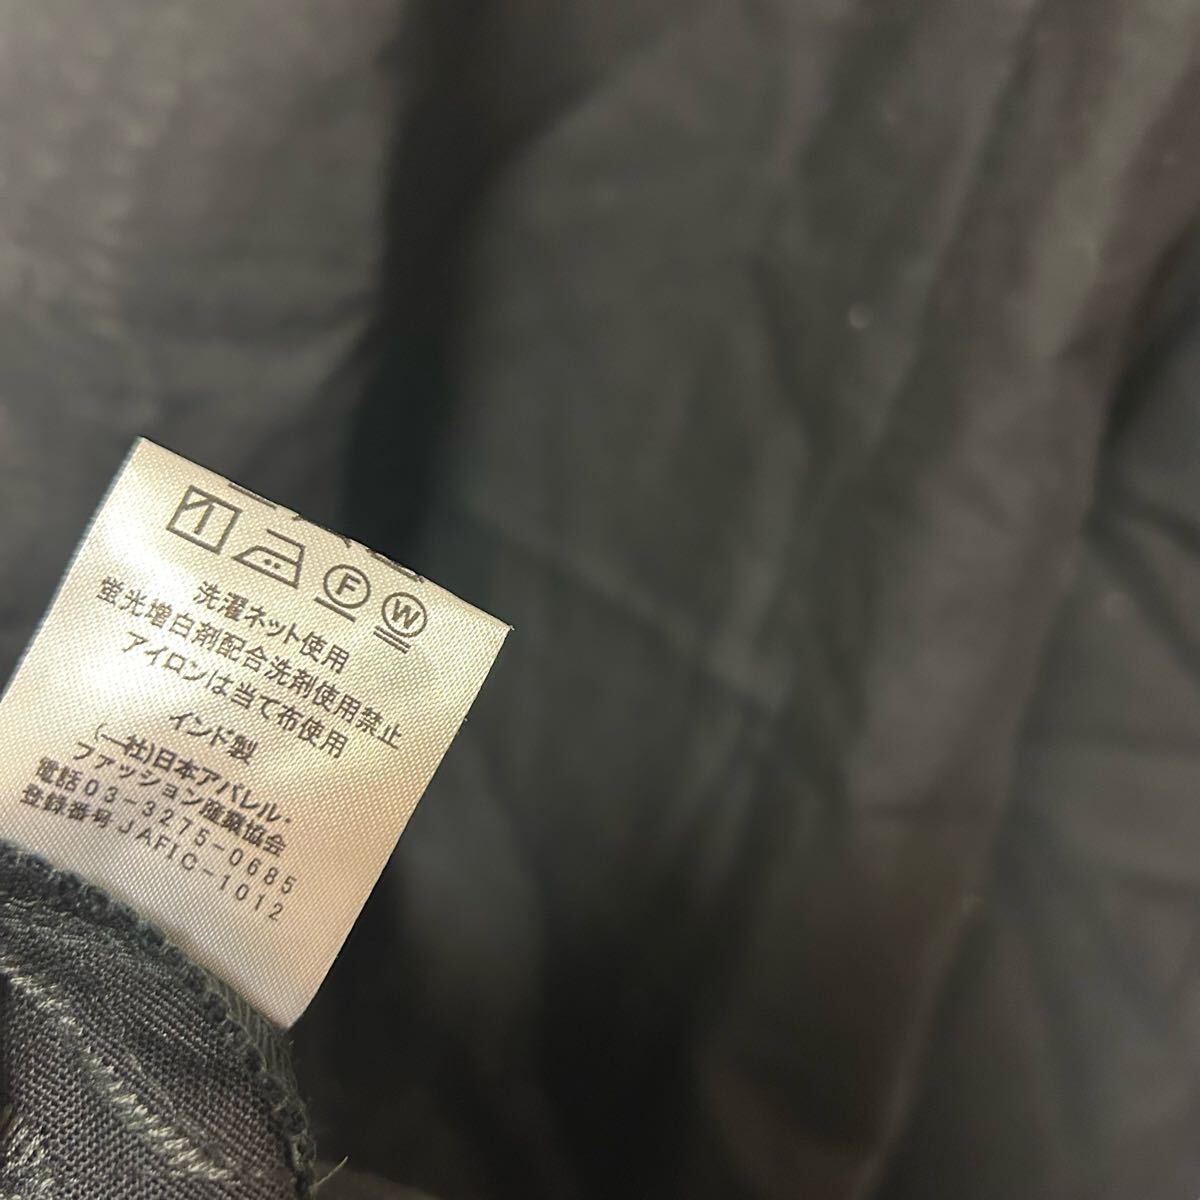 F W
洗濯ネット使用
蛍光増白剤配合洗剤使用禁止
アイロンは当て布使用
インド製
(一社)日本アパレル・
ファッション産業協会
電話03-3275-0685
登録番号JAFIC-1012